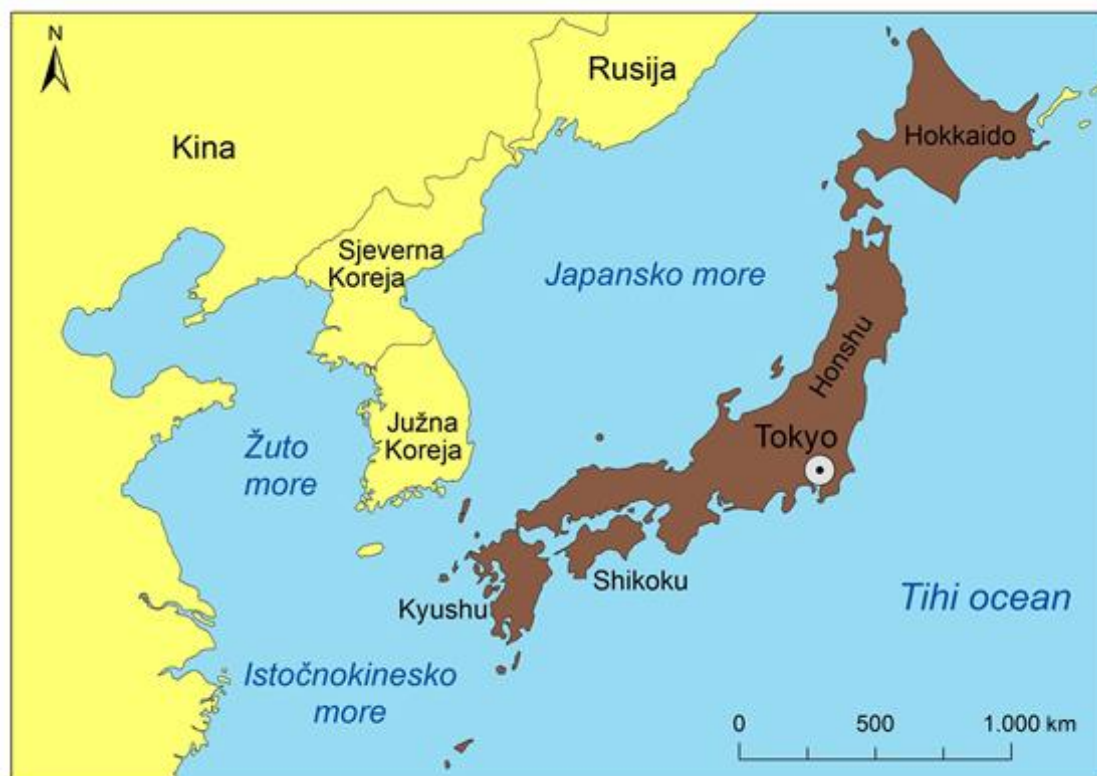 N
Rusija
Kina
Hokkaido
Sjeverna
Koreja
Japansko more
Honshu
Južna
Koreja
Žuto
more
Tokyo
Shikoku
Kyushu
Tihi ocean
Istočnokinesko
more
0 500 1.000 km